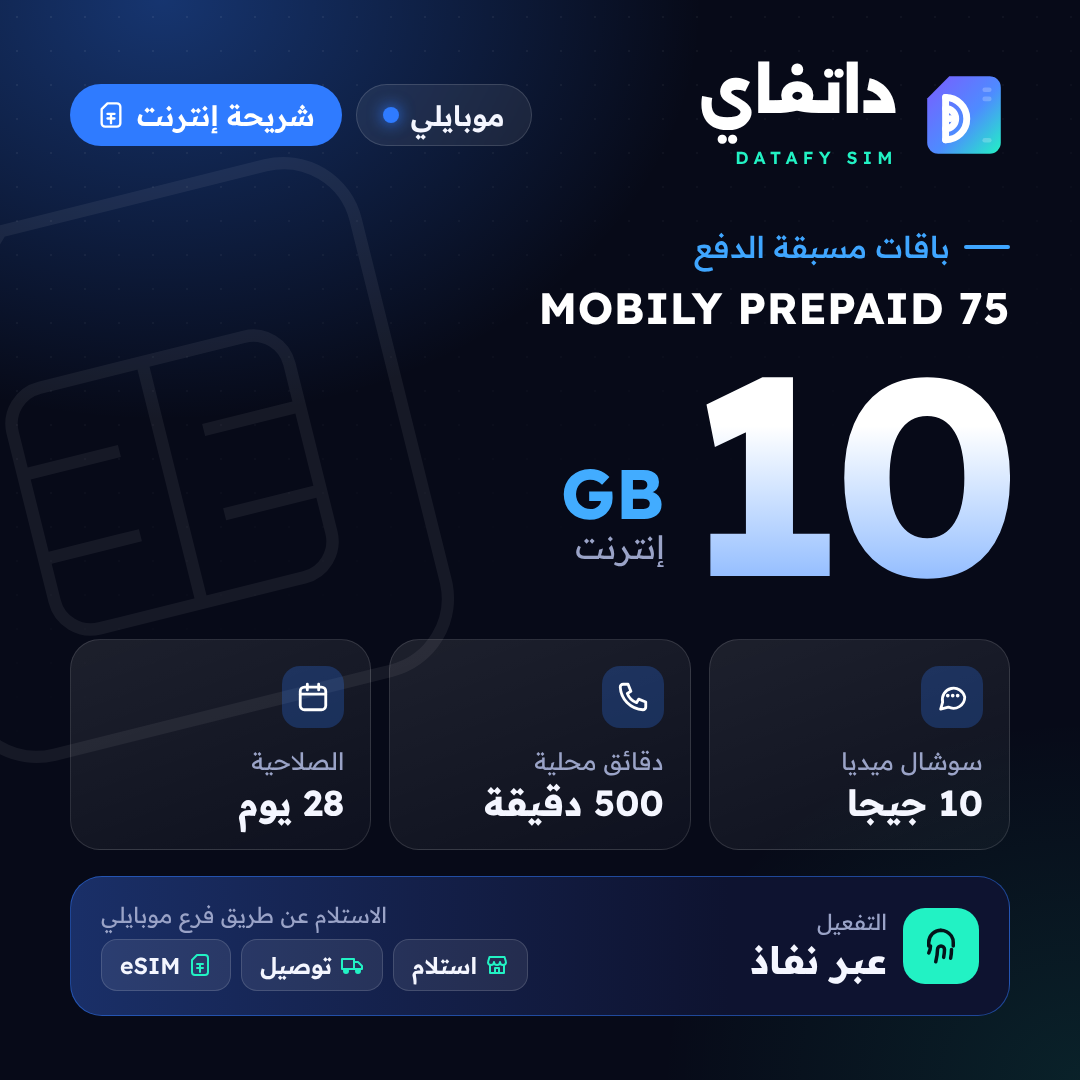 داتفاي
DATAFY SIM
موبايلي
شريحة إنترنت
باقات مسبقة الدفع
MOBILY PREPAID 75
10
GB
إنترنت
سوشال ميديا
10 جيجا
دقائق محلية
500 دقيقة
الصلاحية
28 يوم
التفعيل
عبر نفاذ
الاستلام عن طريق فرع موبايلي
استلام
توصيل
eSIM